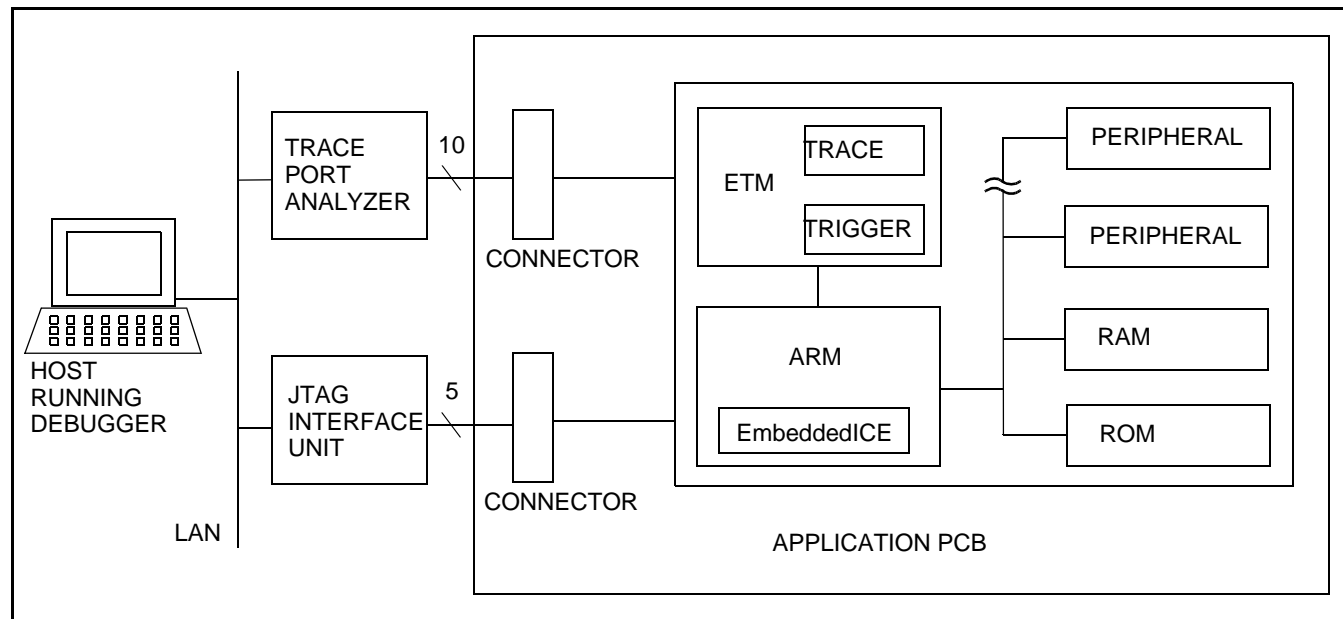 TRACE
PORT
ANALYZER
10
CONNECTOR
ETM
TRACE
TRIGGER
PERIPHERAL
PERIPHERAL
HOST
RUNNING
DEBUGGER
JTAG
INTERFACE
UNIT
5
CONNECTOR
ARM
EmbeddedICE
RAM
ROM
LAN
APPLICATION PCB